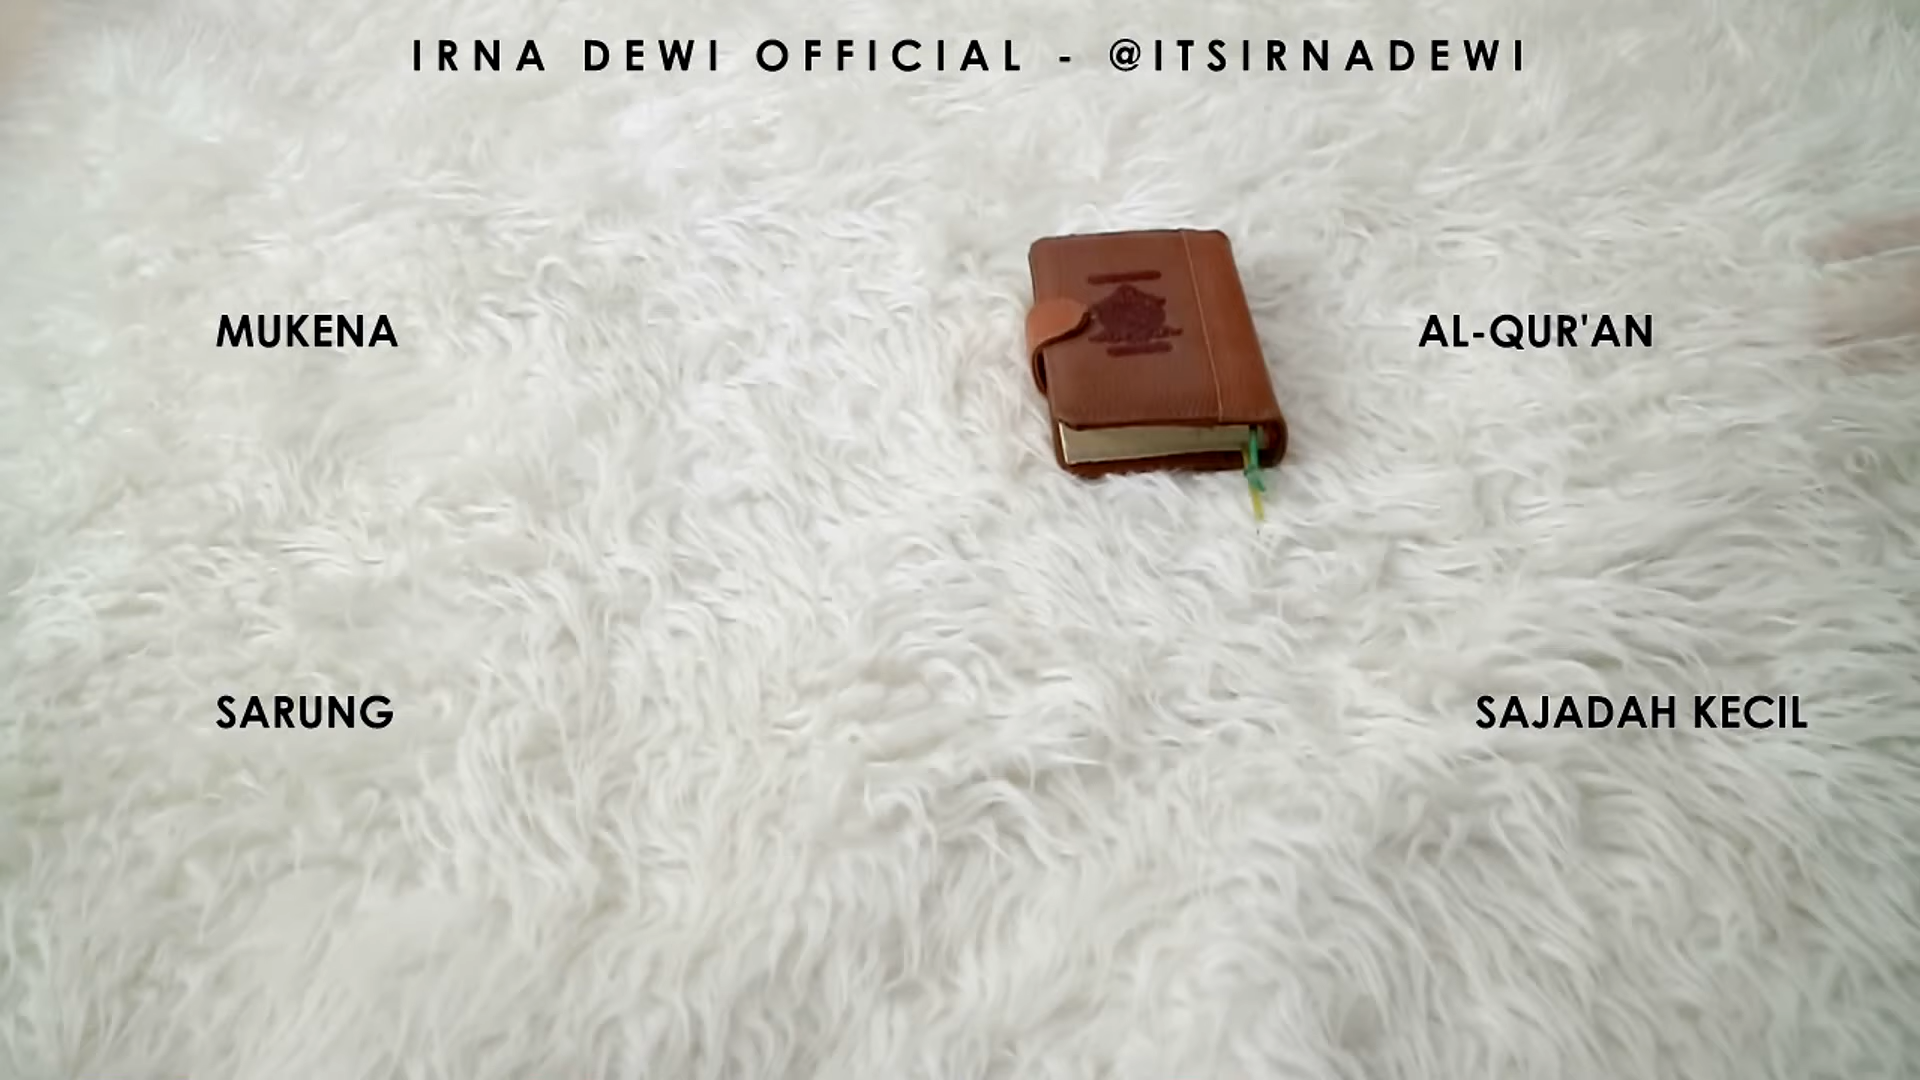 IRNA DEWI OFFICIAL - @ITSIRNADEWI
MUKENA
AL-QUR'AN
SARUNG
SAJADAH KECIL